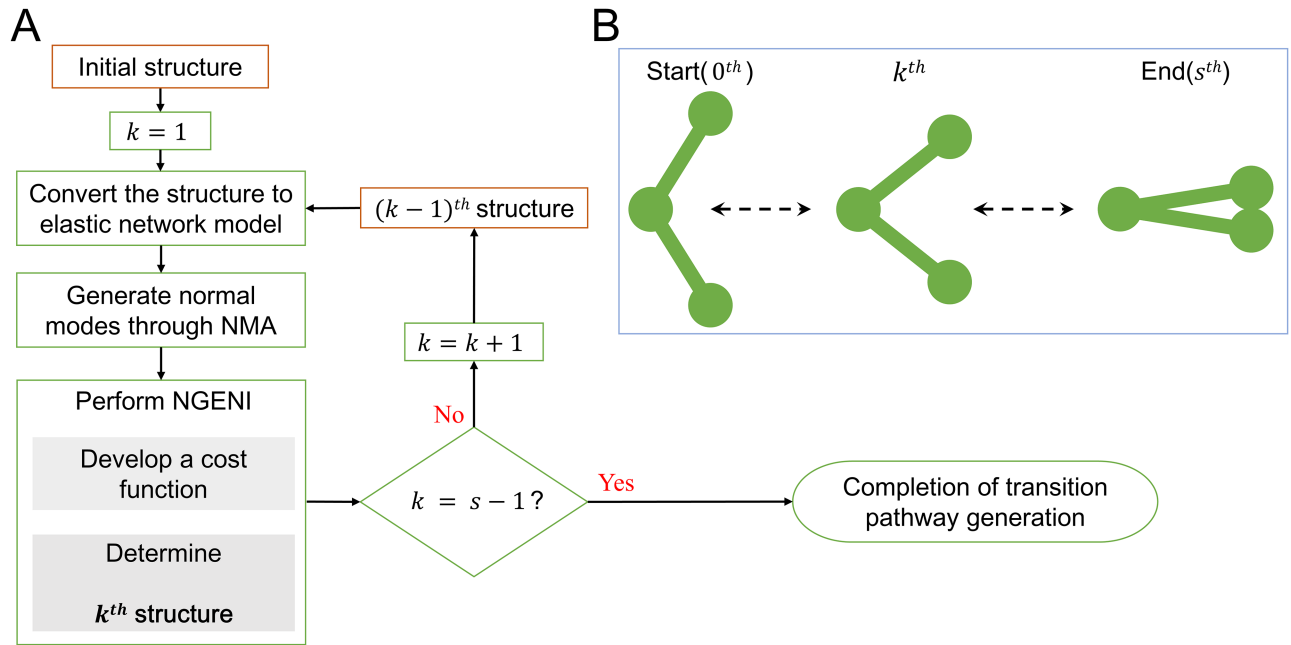 A
Initial structure
k = 1
Convert the structure to
elastic network model
Generate normal
modes through NMA
Perform NGENI
Develop a cost
function
Determine
kᵗʰ structure
(k − 1)ᵗʰ structure
k = k + 1
No
k = s − 1?
Yes
Completion of transition
pathway generation
B
Start(0ᵗʰ)
kᵗʰ
End(sᵗʰ)